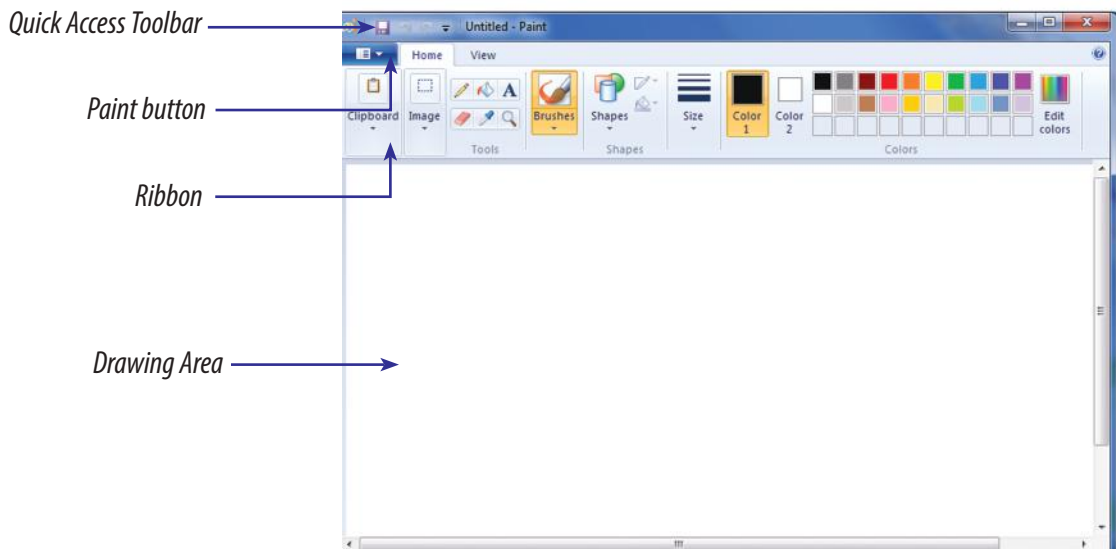 Quick Access Toolbar
Untitled - Paint
Home View
Paint button
Clipboard Image Brushes Shapes Size Color 1 Color 2 Edit colors
Tools Shapes Colors
A
Ribbon
Drawing Area